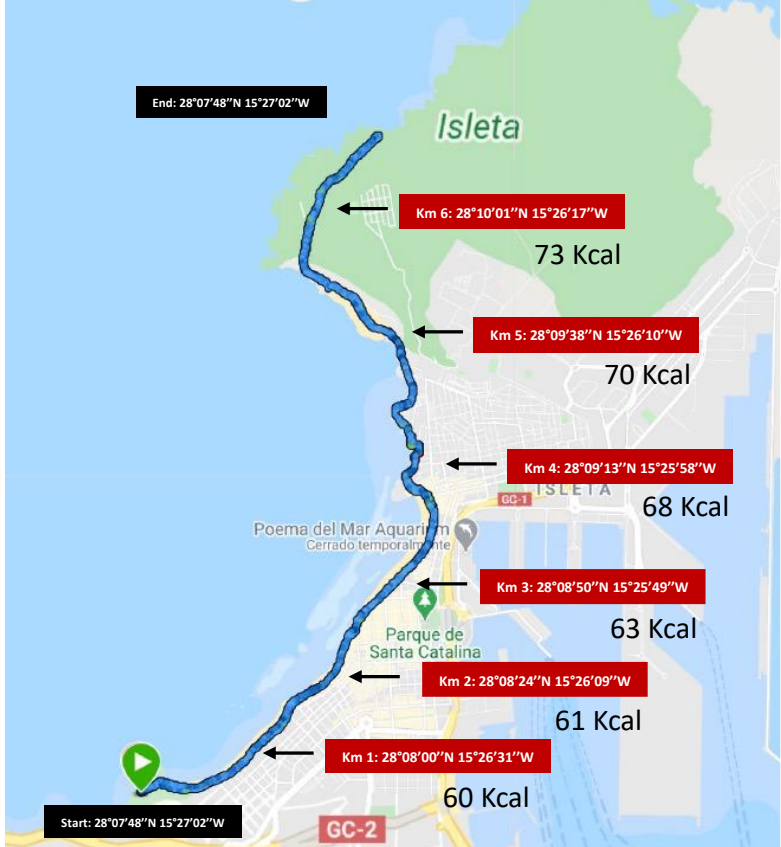 End: 28°07’48’’N 15°27’02’’W
Isleta
Km 6: 28°10’01’’N 15°26’17’’W
73 Kcal
Km 5: 28°09’38’’N 15°26’10’’W
70 Kcal
Km 4: 28°09’13’’N 15°25’58’’W
ISLETA
GC-1
68 Kcal
Poema del Mar Aquarium
Cerrado temporalmente
Km 3: 28°08’50’’N 15°25’49’’W
63 Kcal
Parque de
Santa Catalina
Km 2: 28°08’24’’N 15°26’09’’W
61 Kcal
Km 1: 28°08’00’’N 15°26’31’’W
60 Kcal
Start: 28°07’48’’N 15°27’02’’W
GC-2